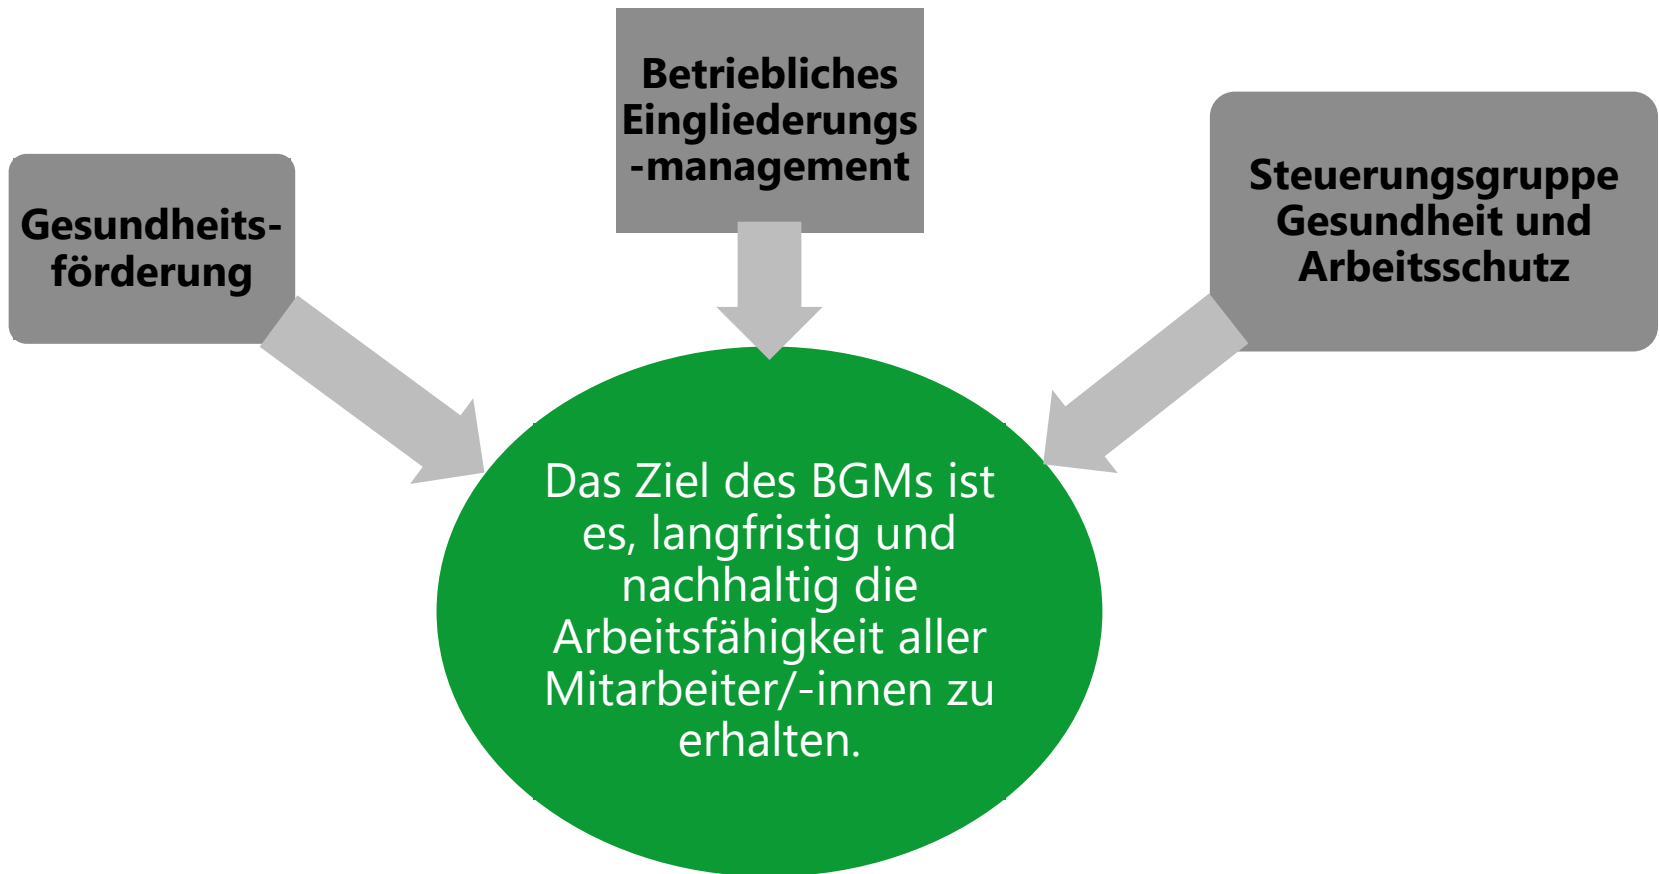 Betriebliches
Eingliederungs
-management
Gesundheits-
förderung
Steuerungsgruppe
Gesundheit und
Arbeitsschutz
Das Ziel des BGMs ist
es, langfristig und
nachhaltig die
Arbeitsfähigkeit aller
Mitarbeiter/-innen zu
erhalten.